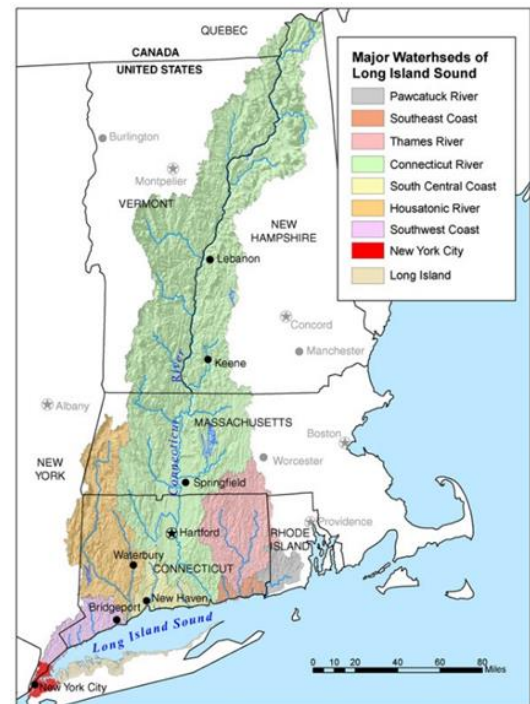 QUEBEC
CANADA
UNITED STATES
Burlington
Montpelier
VERMONT
NEW
HAMPSHIRE
Lebanon
Concord
Manchester
Keene
Connecticut River
Albany
MASSACHUSETTS
Boston
NEW
YORK
Worcester
Springfield
Hartford
Providence
RHODE
ISLAND
Waterbury
CONNECTICUT
New Haven
Bridgeport
Long Island Sound
New York City
Major Waterhseds of
Long Island Sound
Pawcatuck River
Southeast Coast
Thames River
Connecticut River
South Central Coast
Housatonic River
Southwest Coast
New York City
Long Island
0 10 20 40 60 80
Miles